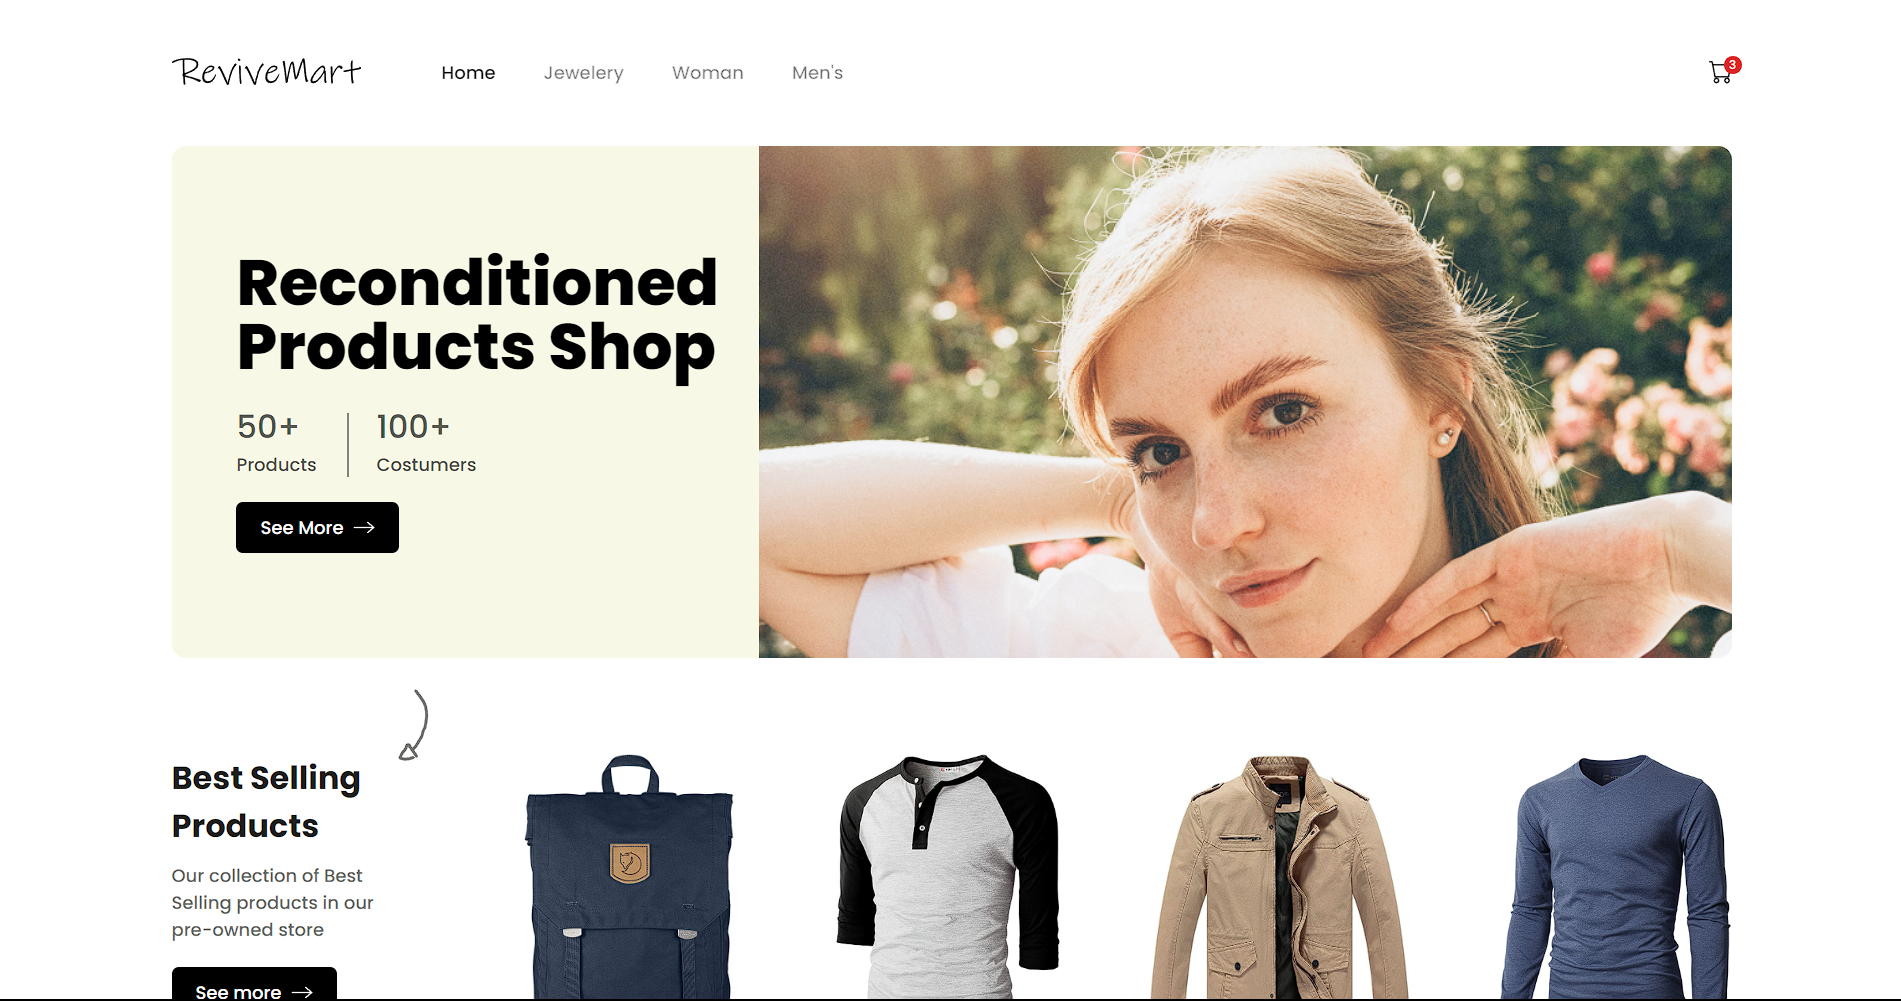 ReviveMart
Home
Jewelery
Woman
Men's
3
Reconditioned
Products Shop
50+
Products
100+
Costumers
See More
Best Selling
Products
Our collection of Best
Selling products in our
pre-owned store
See more